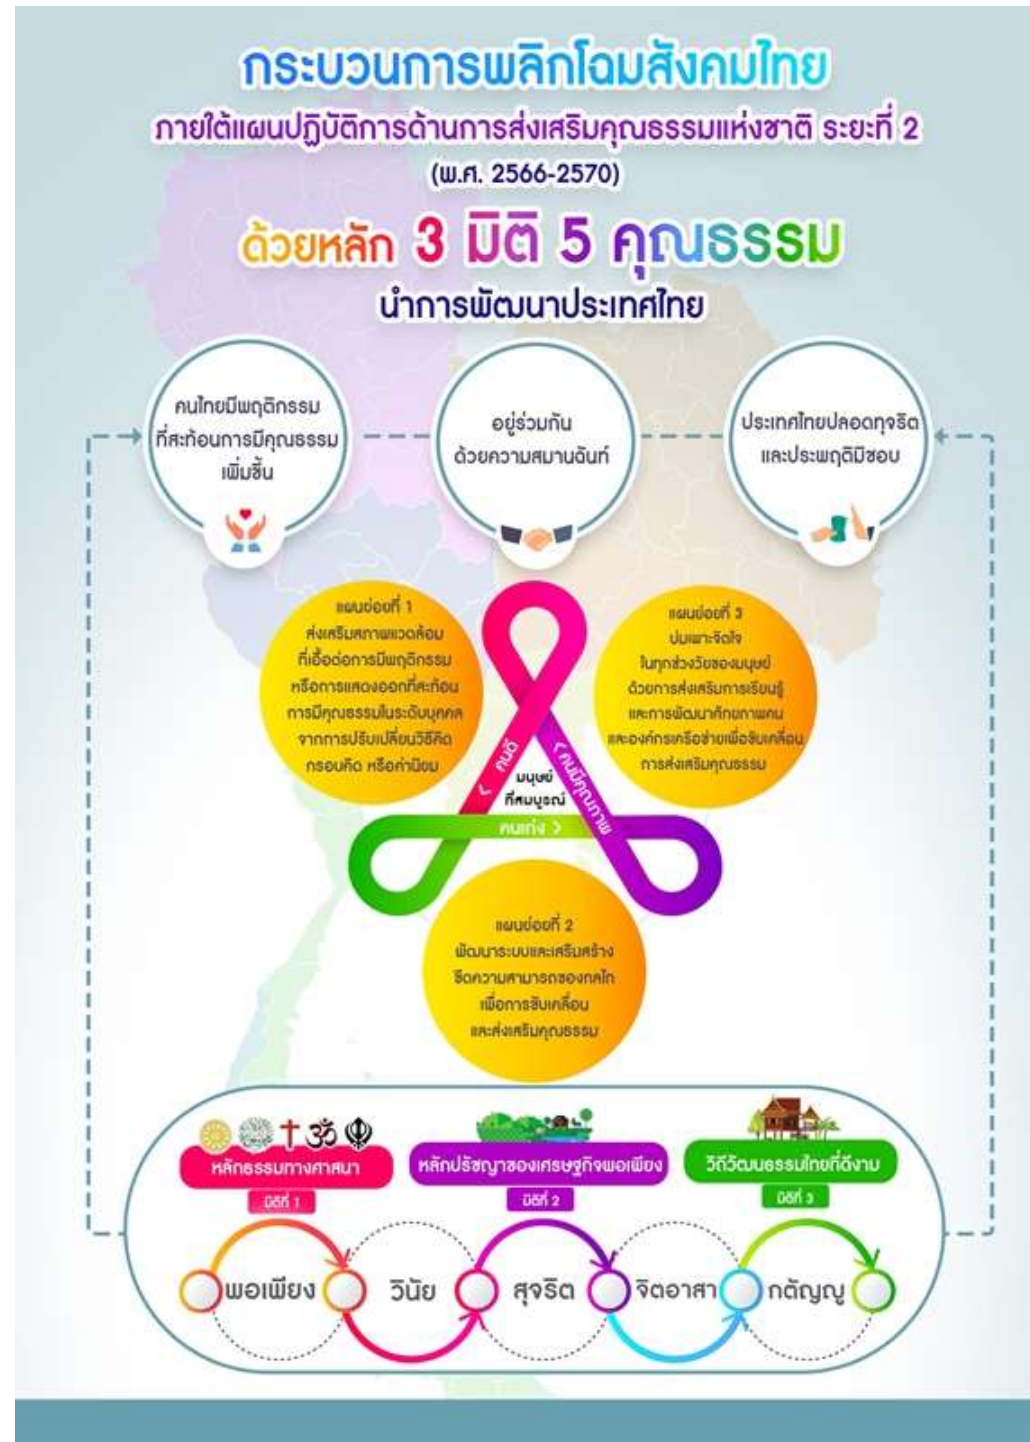 กระบวนการพลิกโฉมสังคมไทย
ภายใต้แผนปฏิบัติการด้านการส่งเสริมคุณธรรมแห่งชาติ ระยะที่ 2
(พ.ศ. 2566-2570)
ด้วยหลัก 3 มิติ 5 คุณธรรม
นำการพัฒนาประเทศไทย
คนไทยมีพฤติกรรม
ที่สะท้อนการมีคุณธรรม
เพิ่มขึ้น
อยู่ร่วมกัน
ด้วยความสมานฉันท์
ประเทศไทยปลอดทุจริต
และประพฤติมิชอบ
แผนย่อยที่ 1
ส่งเสริมสภาพแวดล้อม
ที่เอื้อต่อการมีพฤติกรรม
หรือการแสดงออกที่สะท้อน
การมีคุณธรรมในระดับบุคคล
จากการปรับเปลี่ยนวิธีคิด
กรอบคิด หรือค่านิยม
แผนย่อยที่ 3
บ่มเพาะจิตใจ
ในทุกช่วงวัยของมนุษย์
ด้วยการส่งเสริมการเรียนรู้
และการพัฒนาศักยภาพคน
และองค์กรเครือข่ายเพื่อขับเคลื่อน
การส่งเสริมคุณธรรม
< คนดี
< คนมีคุณภาพ
มนุษย์
ที่สมบูรณ์
คนเก่ง >
แผนย่อยที่ 2
พัฒนาระบบและเสริมสร้าง
ขีดความสามารถของกลไก
เพื่อการขับเคลื่อน
และส่งเสริมคุณธรรม
หลักธรรมทางศาสนา
มิติที่ 1
หลักปรัชญาของเศรษฐกิจพอเพียง
มิติที่ 2
วิถีวัฒนธรรมไทยที่ดีงาม
มิติที่ 3
พอเพียง
วินัย
สุจริต
จิตอาสา
กตัญญู